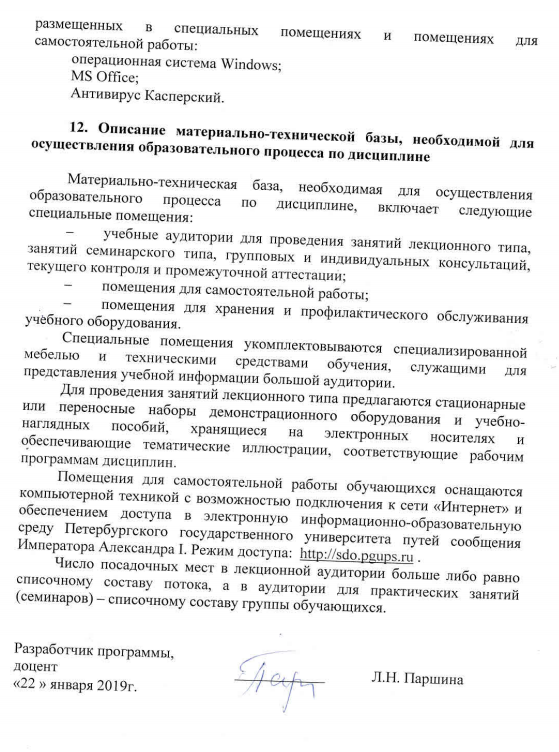 размещенных в специальных помещениях и помещениях для
самостоятельной работы:
операционная система Windows;
MS Office;
Антивирус Касперский.
12. Описание материально-технической базы, необходимой для
осуществления образовательного процесса по дисциплине
Материально-техническая база, необходимая для осуществления
образовательного процесса по дисциплине, включает следующие
специальные помещения:
– учебные аудитории для проведения занятий лекционного типа,
занятий семинарского типа, групповых и индивидуальных консультаций,
текущего контроля и промежуточной аттестации;
– помещения для самостоятельной работы;
– помещения для хранения и профилактического обслуживания
учебного оборудования.
Специальные помещения укомплектовываются специализированной
мебелью и техническими средствами обучения, служащими для
представления учебной информации большой аудитории.
Для проведения занятий лекционного типа предлагаются стационарные
или переносные наборы демонстрационного оборудования и учебно-
наглядных пособий, хранящиеся на электронных носителях и
обеспечивающие тематические иллюстрации, соответствующие рабочим
программам дисциплин.
Помещения для самостоятельной работы обучающихся оснащаются
компьютерной техникой с возможностью подключения к сети «Интернет» и
обеспечением доступа в электронную информационно-образовательную
среду Петербургского государственного университета путей сообщения
Императора Александра I. Режим доступа: http://sdo.pgups.ru .
Число посадочных мест в лекционной аудитории больше либо равно
списочному составу потока, а в аудитории для практических занятий
(семинаров) – списочному составу группы обучающихся.
Разработчик программы,
доцент
«22 » января 2019г.
Л.Н. Паршина